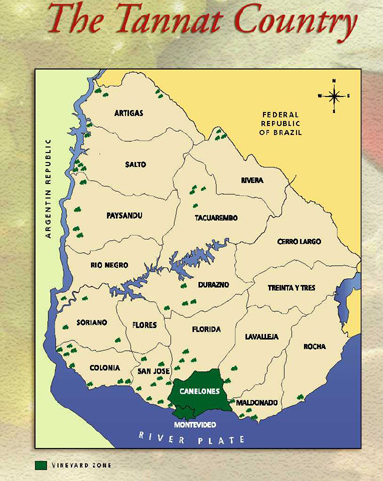 The Tannat Country
ARTIGAS
FEDERAL
REPUBLIC
OF BRAZIL
ARGENTIN REPUBLIC
SALTO
RIVERA
PAYSANDU
TACUAREMBO
CERRO LARGO
RIO NEGRO
DURAZNO
TREINTA Y TRES
SORIANO
FLORES
FLORIDA
LAVALLEJA
ROCHA
COLONIA
SAN JOSE
CANELONES
MALDONADO
MONTEVIDEO
RIVER PLATE
VINEYARD ZONE